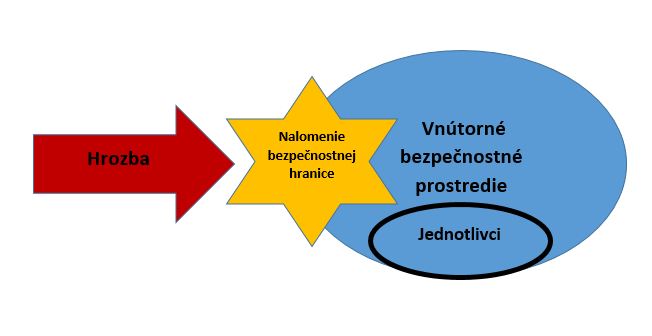 Hrozba
Nalomenie
bezpečnostnej
hranice
Vnútorné
bezpečnostné
prostredie
Jednotlivci